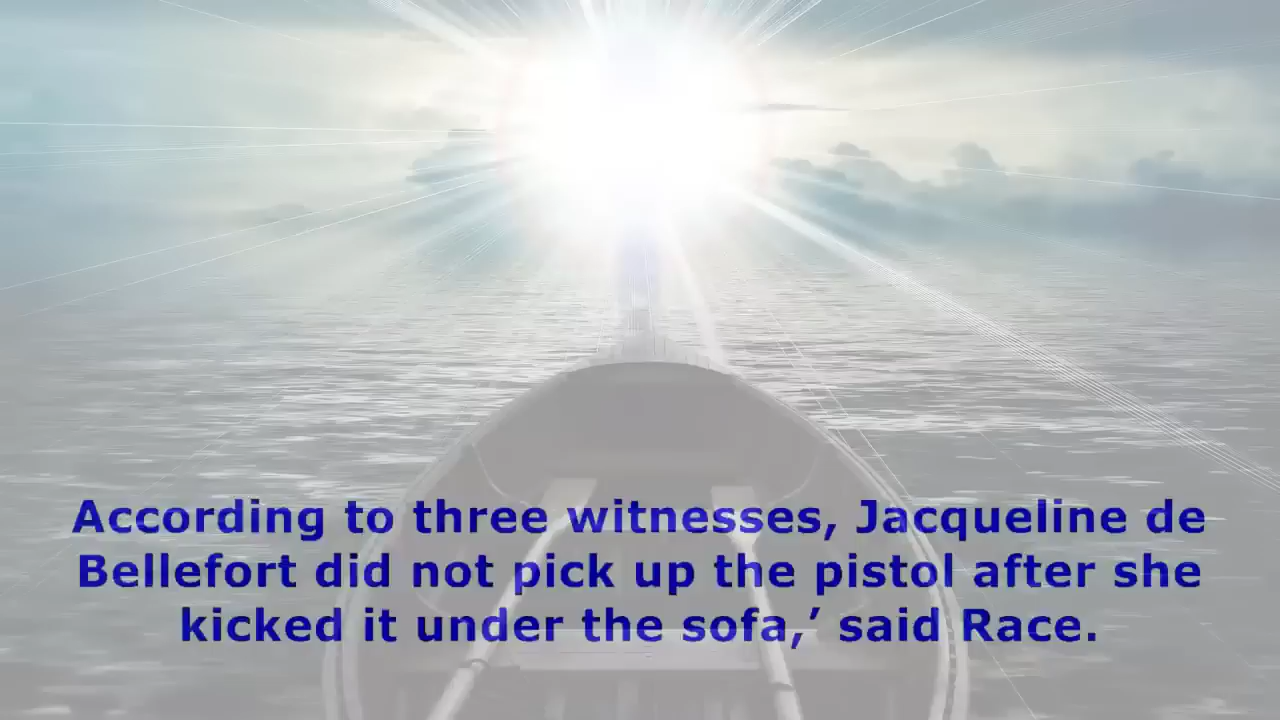 According to three witnesses, Jacqueline de
Bellefort did not pick up the pistol after she
kicked it under the sofa,’ said Race.